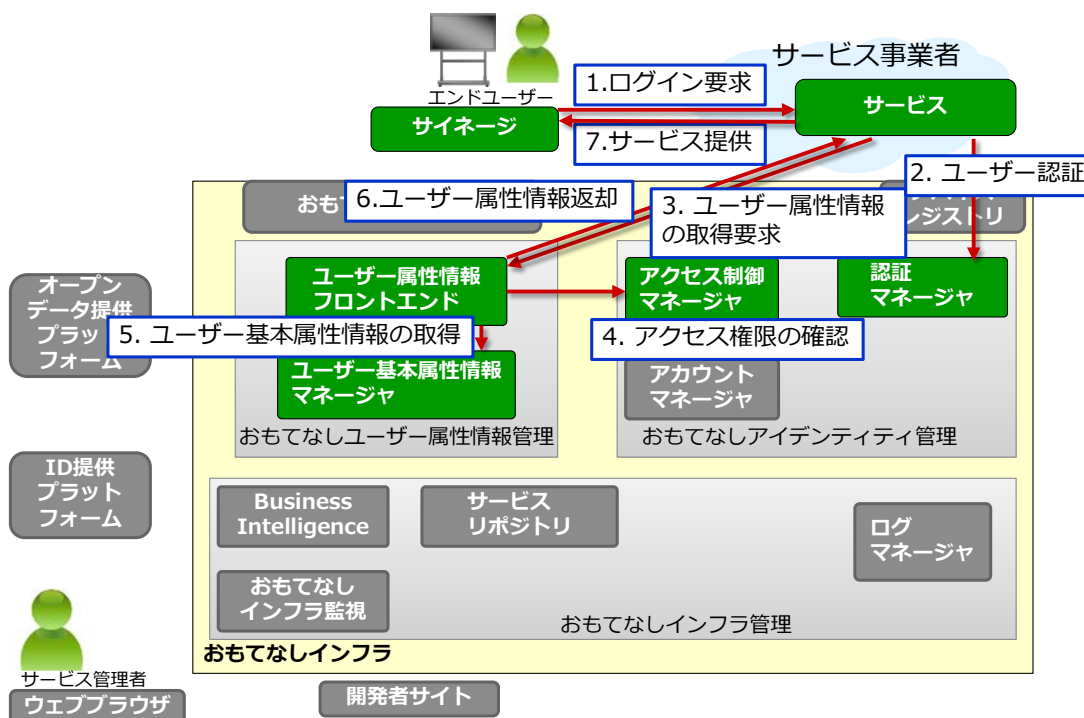 サービス事業者
エンドユーザー
1.ログイン要求
サービス
サイネージ
7.サービス提供
2. ユーザー認証
6.ユーザー属性情報返却
おもて
3. ユーザー属性情報
の取得要求
レジストリ
ユーザー属性情報
フロントエンド
アクセス制御
マネージャ
認証
マネージャ
オープン
データ提供
プラット
フォーム
5. ユーザー基本属性情報の取得
4. アクセス権限の確認
ユーザー基本属性情報
マネージャ
アカウント
マネージャ
おもてなしユーザー属性情報管理
おもてなしアイデンティティ管理
ID提供
プラット
フォーム
Business
Intelligence
サービス
リポジトリ
ログ
マネージャ
おもてなし
インフラ監視
おもてなしインフラ管理
おもてなしインフラ
サービス管理者
ウェブブラウザ
開発者サイト